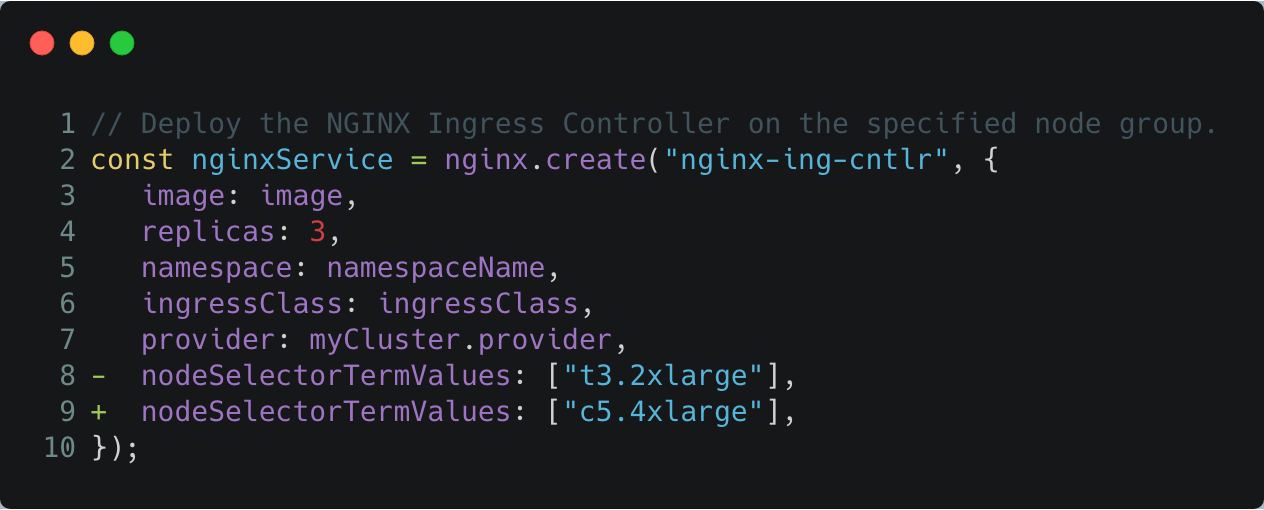 1 // Deploy the NGINX Ingress Controller on the specified node group.
2 const nginxService = nginx.create("nginx-ing-cntlr", {
3    image: image,
4    replicas: 3,
5    namespace: namespaceName,
6    ingressClass: ingressClass,
7    provider: myCluster.provider,
8 -  nodeSelectorTermValues: ["t3.2xlarge"],
9 +  nodeSelectorTermValues: ["c5.4xlarge"],
10 });